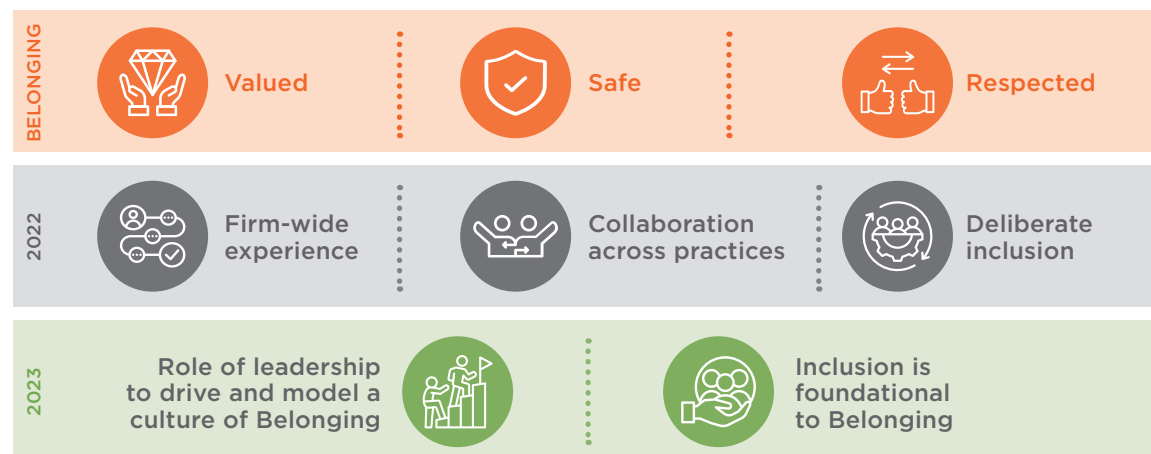 BELONGING
Valued
Safe
Respected
2022
Firm-wide
experience
Collaboration
across practices
Deliberate
inclusion
2023
Role of leadership
to drive and model a
culture of Belonging
Inclusion is
foundational
to Belonging